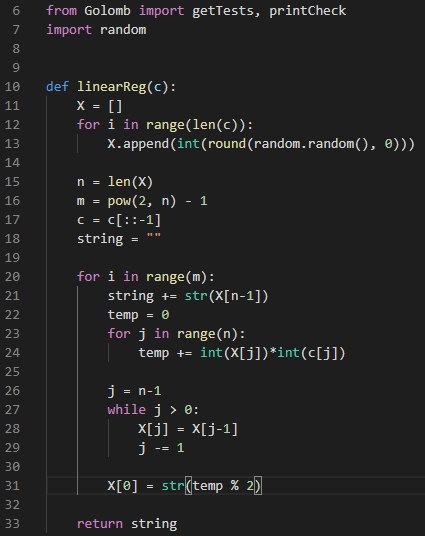 6 from Golomb import getTests, printCheck
7 import random
8
9
10 def linearReg(c):
11     X = []
12     for i in range(len(c)):
13         X.append(int(round(random.random(), 0)))
14
15     n = len(X)
16     m = pow(2, n) - 1
17     c = c[::-1]
18     string = ""
19
20     for i in range(m):
21         string += str(X[n-1])
22         temp = 0
23         for j in range(n):
24             temp += int(X[j])*int(c[j])
25
26         j = n-1
27         while j > 0:
28             X[j] = X[j-1]
29             j -= 1
30
31         X[0] = str(temp % 2)
32
33     return string